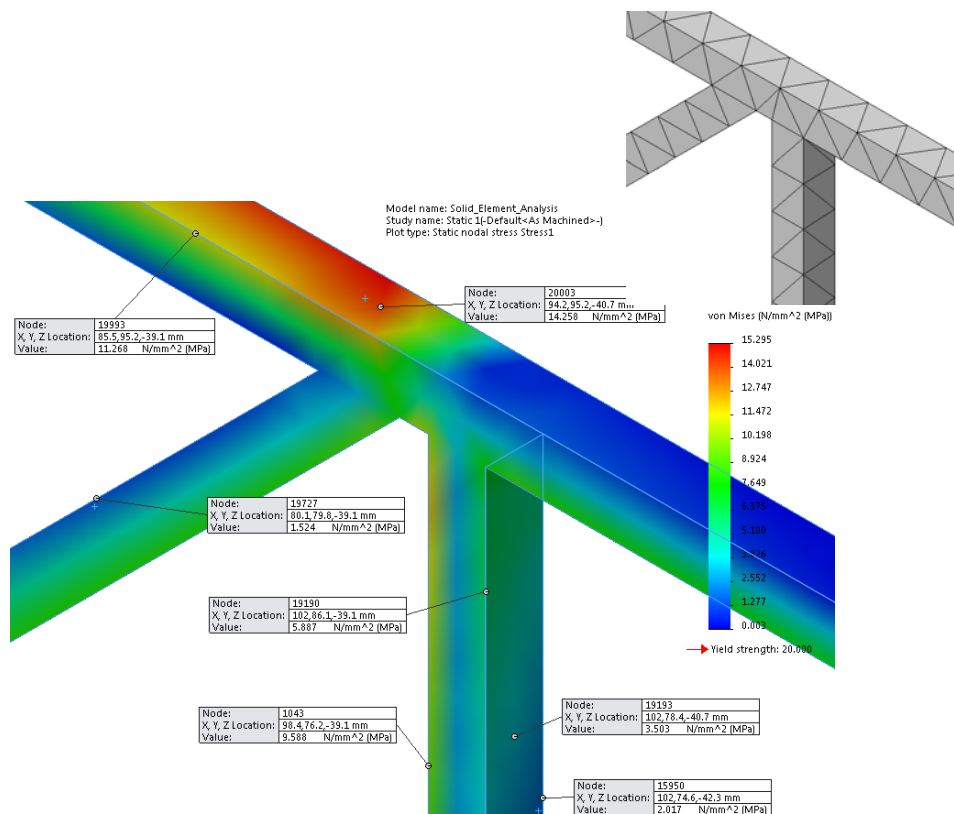 Model name: Solid_Element_Analysis
Study name: Static 1(-Default<As Machined>-)
Plot type: Static nodal stress Stress1
Node: 20003
X, Y, Z Location: 94.2,95.2,-40.7 mm
Value: 14.258 N/mm^2 (MPa)
Node: 19993
X, Y, Z Location: 85.5,95.2,-39.1 mm
Value: 11.268 N/mm^2 (MPa)
von Mises (N/mm^2 (MPa))
15.295
14.021
12.747
11.472
10.198
8.924
7.649
6.375
5.100
3.826
2.552
1.277
0.003
Yield strength: 20.000
Node: 19727
X, Y, Z Location: 80.1,79.8,-39.1 mm
Value: 1.524 N/mm^2 (MPa)
Node: 19190
X, Y, Z Location: 102,86.1,-39.1 mm
Value: 5.887 N/mm^2 (MPa)
Node: 1043
X, Y, Z Location: 98.4,76.2,-39.1 mm
Value: 9.588 N/mm^2 (MPa)
Node: 19193
X, Y, Z Location: 102,78.4,-40.7 mm
Value: 3.503 N/mm^2 (MPa)
Node: 15950
X, Y, Z Location: 102,74.6,-42.3 mm
Value: 2.017 N/mm^2 (MPa)